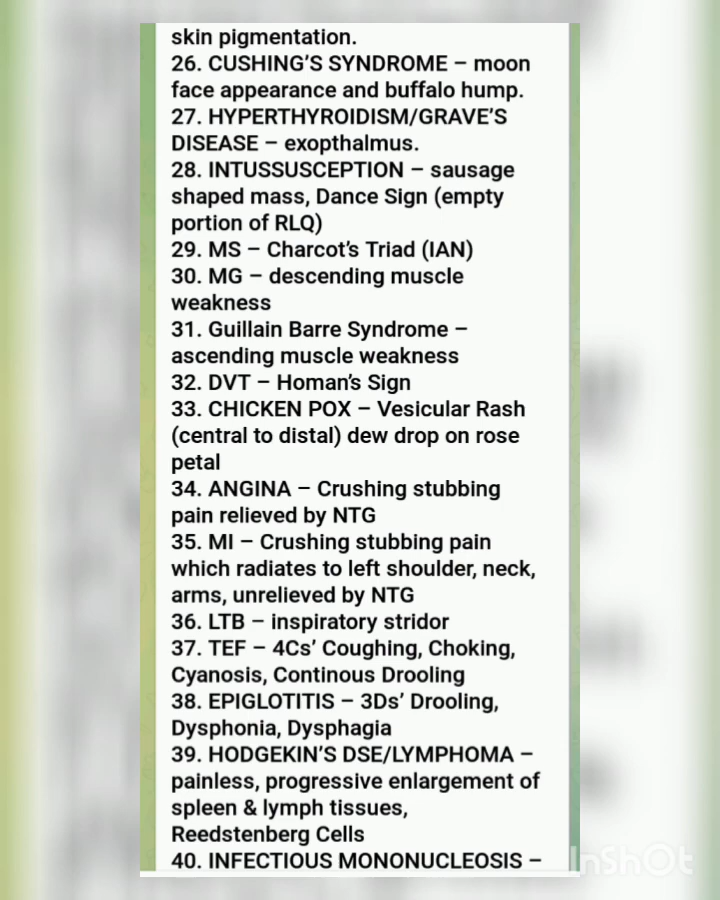 skin pigmentation.
26. CUSHING’S SYNDROME – moon
face appearance and buffalo hump.
27. HYPERTHYROIDISM/GRAVE’S
DISEASE – exopthalmus.
28. INTUSSUSCEPTION – sausage
shaped mass, Dance Sign (empty
portion of RLQ)
29. MS – Charcot’s Triad (IAN)
30. MG – descending muscle
weakness
31. Guillain Barre Syndrome –
ascending muscle weakness
32. DVT – Homan’s Sign
33. CHICKEN POX – Vesicular Rash
(central to distal) dew drop on rose
petal
34. ANGINA – Crushing stubbing
pain relieved by NTG
35. MI – Crushing stubbing pain
which radiates to left shoulder, neck,
arms, unrelieved by NTG
36. LTB – inspiratory stridor
37. TEF – 4Cs’ Coughing, Choking,
Cyanosis, Continous Drooling
38. EPIGLOTITIS – 3Ds’ Drooling,
Dysphonia, Dysphagia
39. HODGEKIN’S DSE/LYMPHOMA –
painless, progressive enlargement of
spleen & lymph tissues,
Reedstenberg Cells
40. INFECTIOUS MONONUCLEOSIS –
InShOt